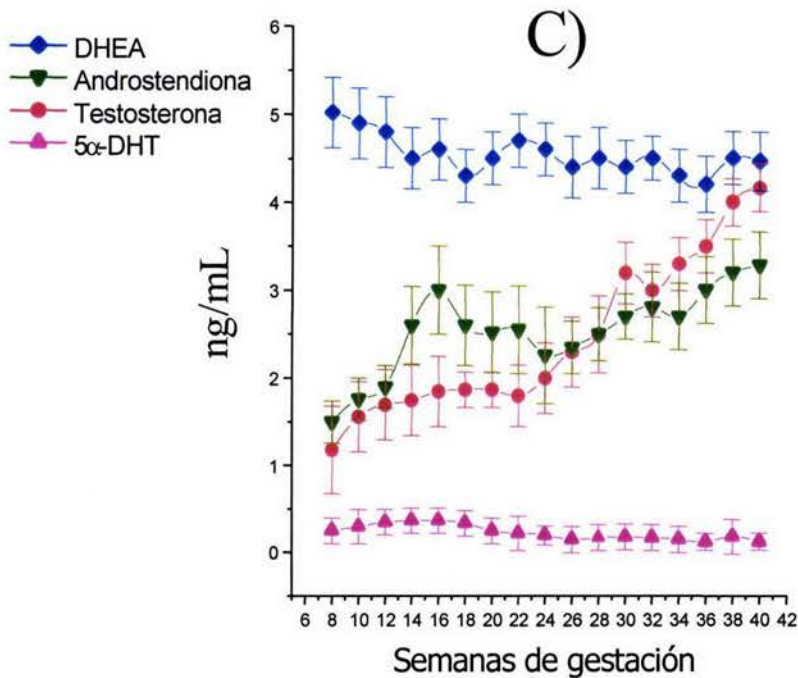 C)
DHEA
Androstendiona
Testosterona
5α-DHT
6
5
4
3
2
1
0
ng/mL
6 8 10 12 14 16 18 20 22 24 26 28 30 32 34 36 38 40 42
Semanas de gestación